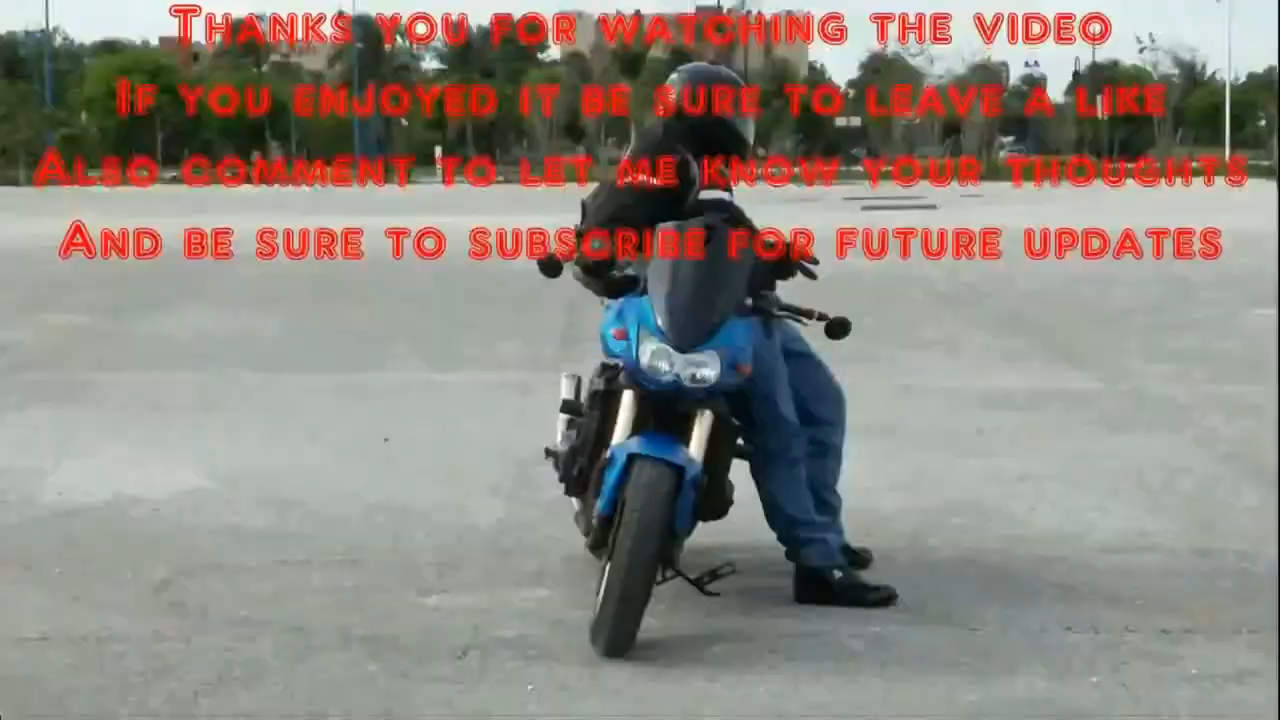 Thanks you for watching the video
If you enjoyed it be sure to leave a like
Also comment to let me know your thoughts
And be sure to subscribe for future updates